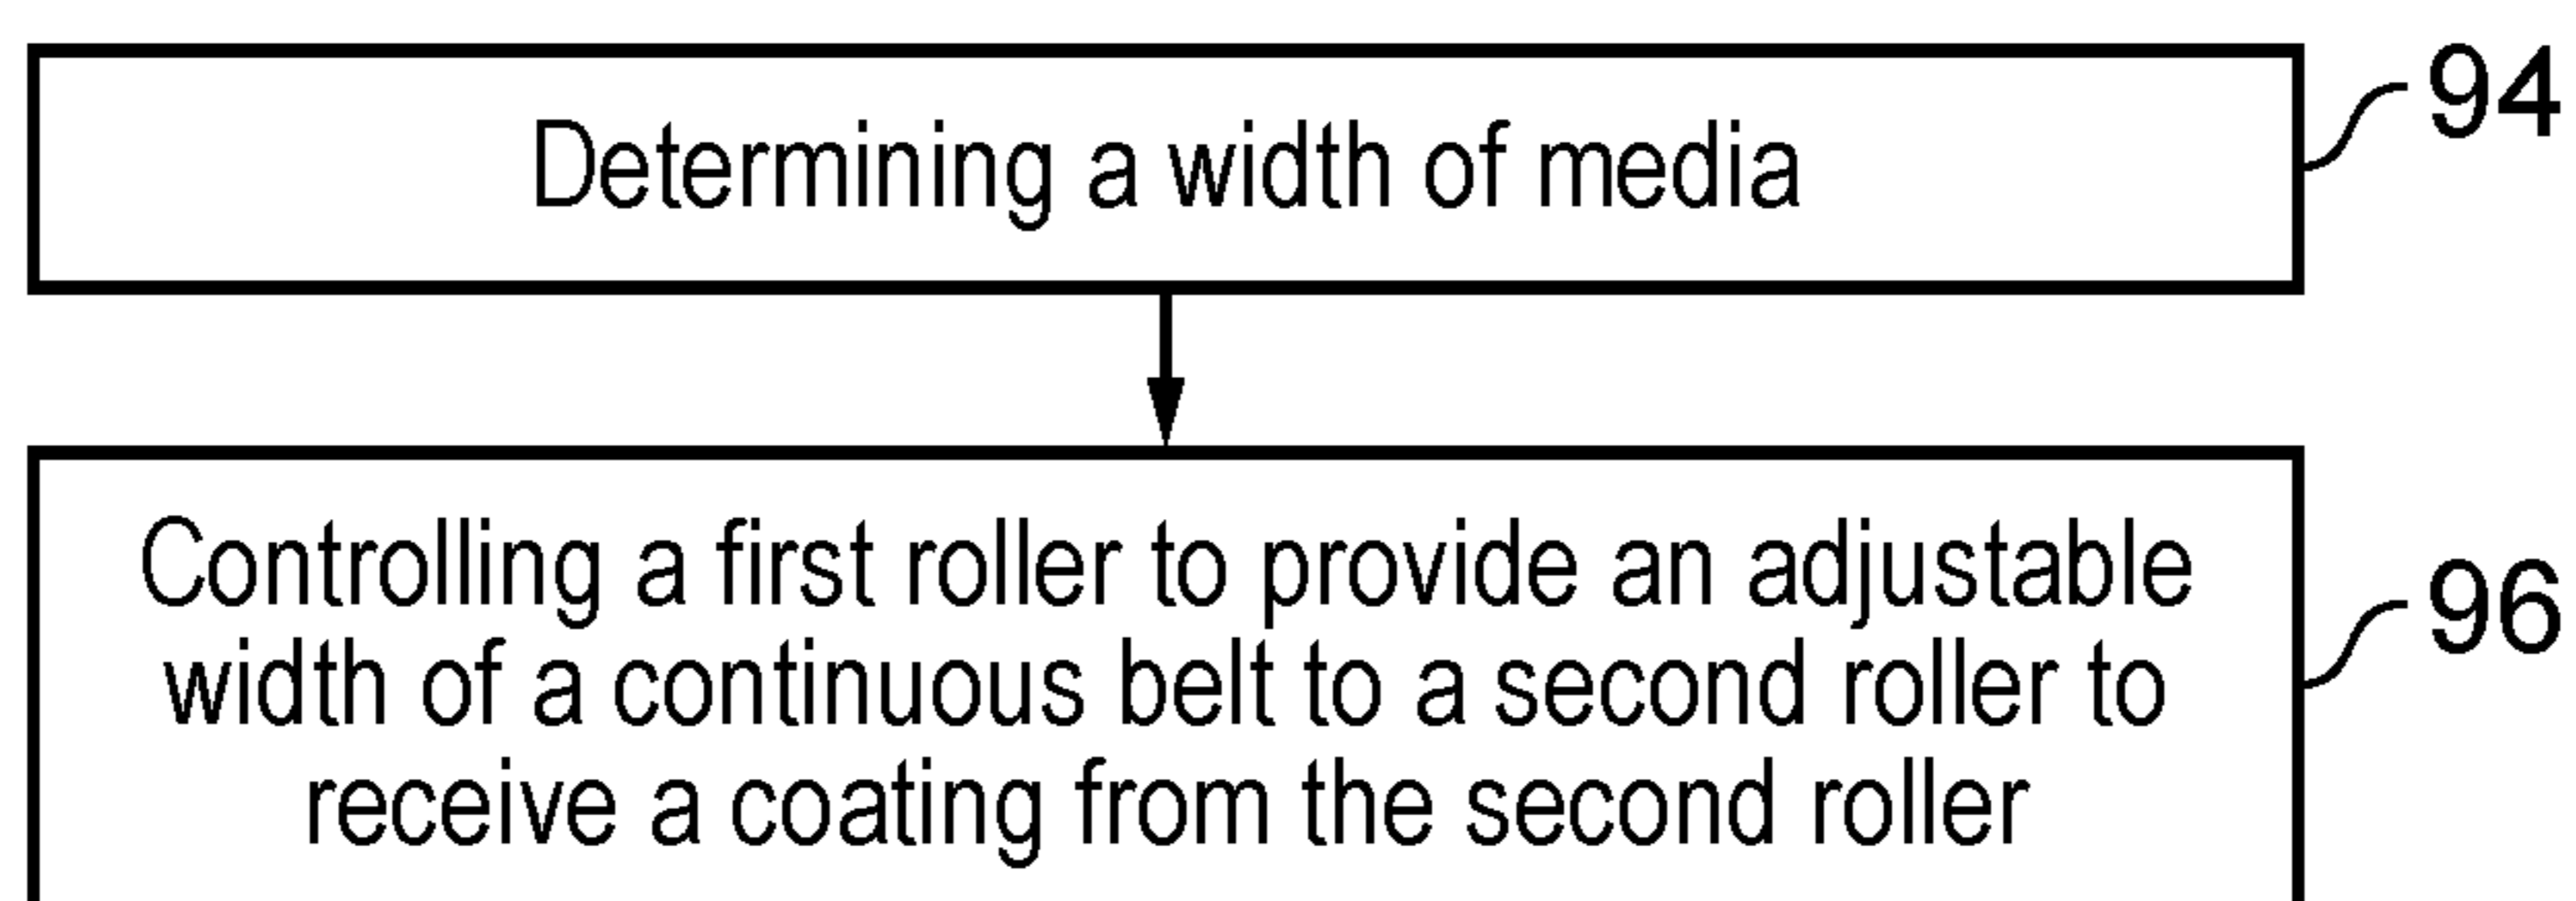 Determining a width of media
94
Controlling a first roller to provide an adjustable
width of a continuous belt to a second roller to
receive a coating from the second roller
96